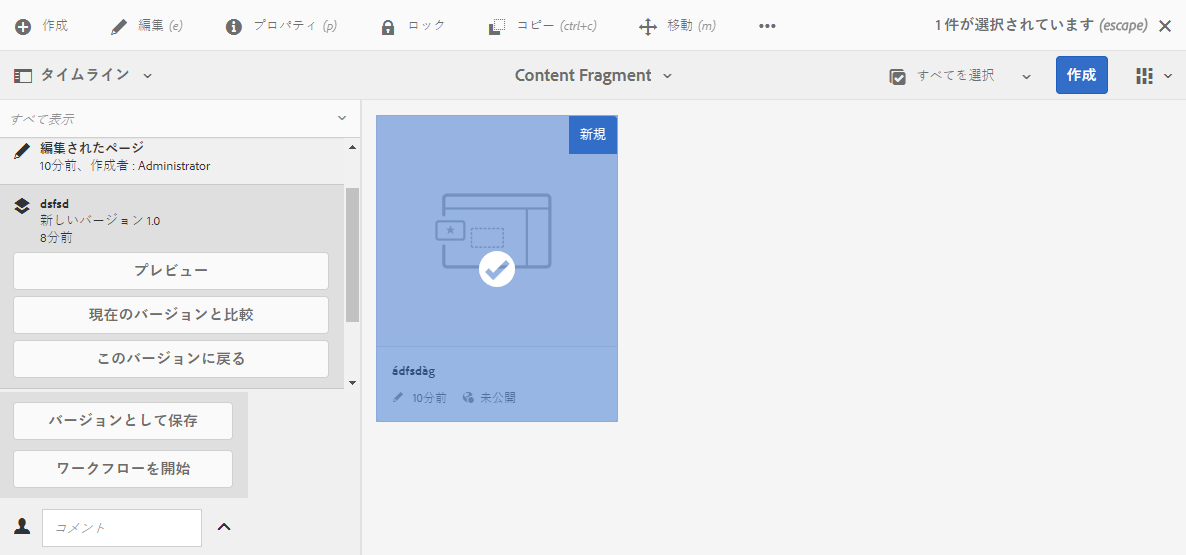 作成 編集 (e) プロパティ (p) ロック コピー (ctrl+c) 移動 (m) ••• 1 件が選択されています (escape)
タイムライン Content Fragment すべてを選択 作成
すべて表示
編集されたページ
10分前、作成者 : Administrator
dsfsd
新しいバージョン 1.0
8分前
プレビュー
現在のバージョンと比較
このバージョンに戻る
バージョンとして保存
ワークフローを開始
コメント
新規
ádfsdàg
10分前 未公開